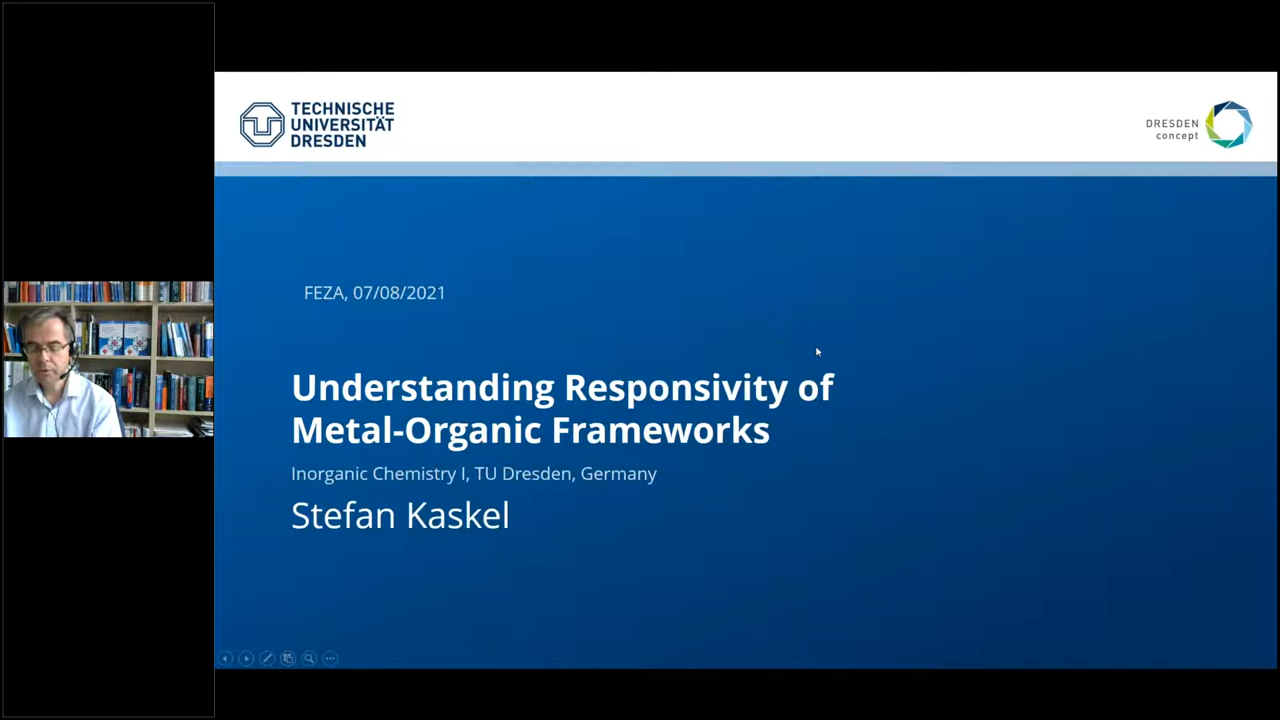 TECHNISCHE
UNIVERSITÄT
DRESDEN
DRESDEN
concept
FEZA, 07/08/2021
Understanding Responsivity of
Metal-Organic Frameworks
Inorganic Chemistry I, TU Dresden, Germany
Stefan Kaskel